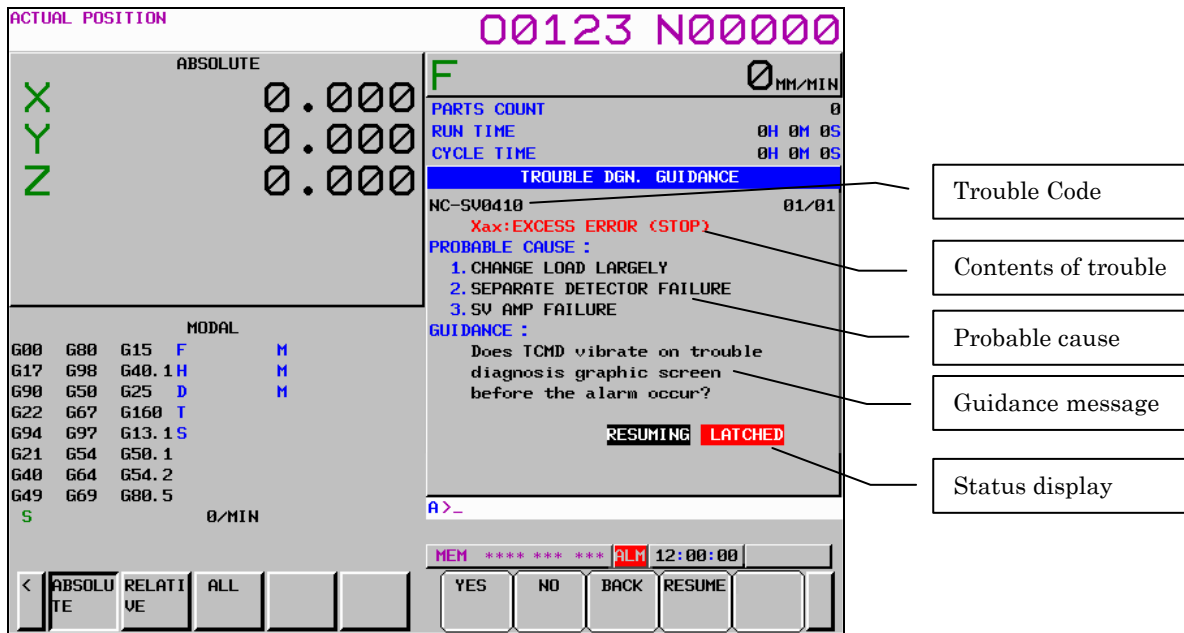 ACTUAL POSITION
O0123 N00000
ABSOLUTE
X 0.000
Y 0.000
Z 0.000
F 0 MM/MIN
PARTS COUNT 0
RUN TIME 0H 0M 0S
CYCLE TIME 0H 0M 0S
TROUBLE DGN. GUIDANCE
NC-SV0410 01/01
Xax:EXCESS ERROR (STOP)
PROBABLE CAUSE :
1. CHANGE LOAD LARGELY
2. SEPARATE DETECTOR FAILURE
3. SV AMP FAILURE
GUIDANCE :
Does TCMD vibrate on trouble
diagnosis graphic screen
before the alarm occur?
RESUMING LATCHED
MODAL
G00 G80 G15 F M
G17 G98 G40.1 H M
G90 G50 G25 D M
G22 G67 G160 T
G94 G97 G13.1 S
G21 G54 G50.1
G40 G64 G54.2
G49 G69 G80.5
S 0/MIN
A>_
MEM **** *** *** ALM 12:00:00
< ABSOLU
TE
RELATI
VE
ALL
YES NO BACK RESUME
Trouble Code
Contents of trouble
Probable cause
Guidance message
Status display